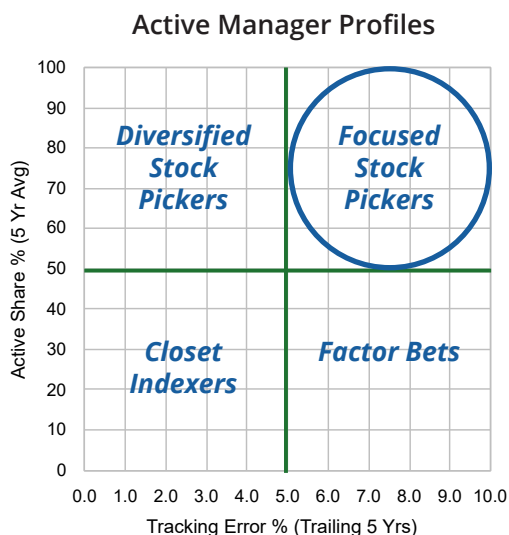 Active Manager Profiles
Active Share % (5 Yr Avg)
100
90
80
70
60
50
40
30
20
10
0
Diversified
Stock
Pickers
Focused
Stock
Pickers
Closet
Indexers
Factor Bets
0.0 1.0 2.0 3.0 4.0 5.0 6.0 7.0 8.0 9.0 10.0
Tracking Error % (Trailing 5 Yrs)